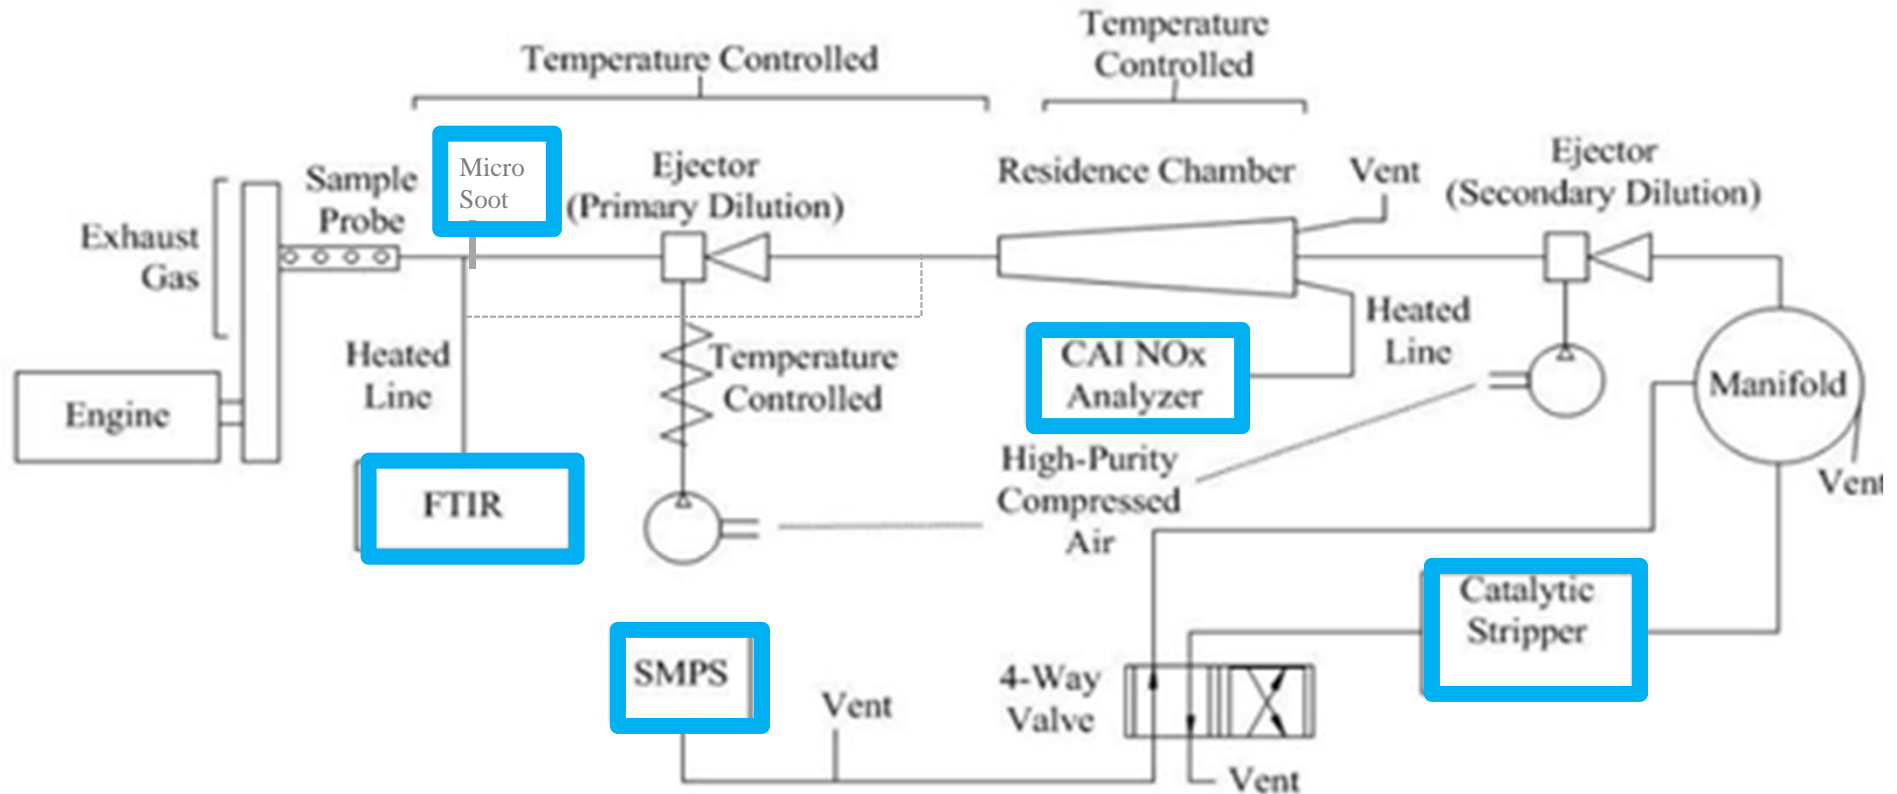 Temperature Controlled
Temperature
Controlled
Micro
Soot
Sample
Probe
Ejector
(Primary Dilution)
Residence Chamber
Vent
Ejector
(Secondary Dilution)
Exhaust
Gas
Heated
Line
Temperature
Controlled
CAI NOx
Analyzer
Heated
Line
Manifold
Engine
High-Purity
Compressed
Air
Vent
FTIR
Catalytic
Stripper
SMPS
Vent
4-Way
Valve
Vent